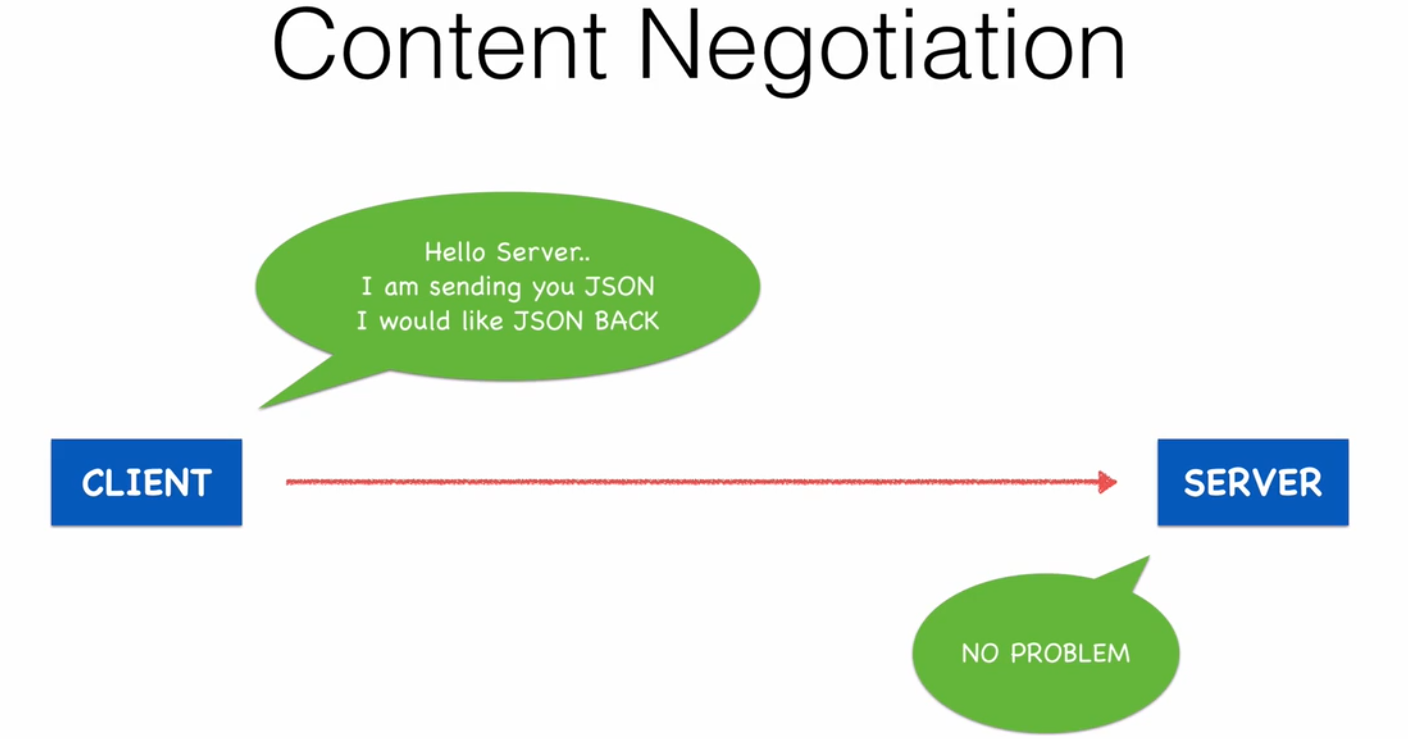 Content Negotiation
Hello Server..
I am sending you JSON
I would like JSON BACK
CLIENT
SERVER
NO PROBLEM